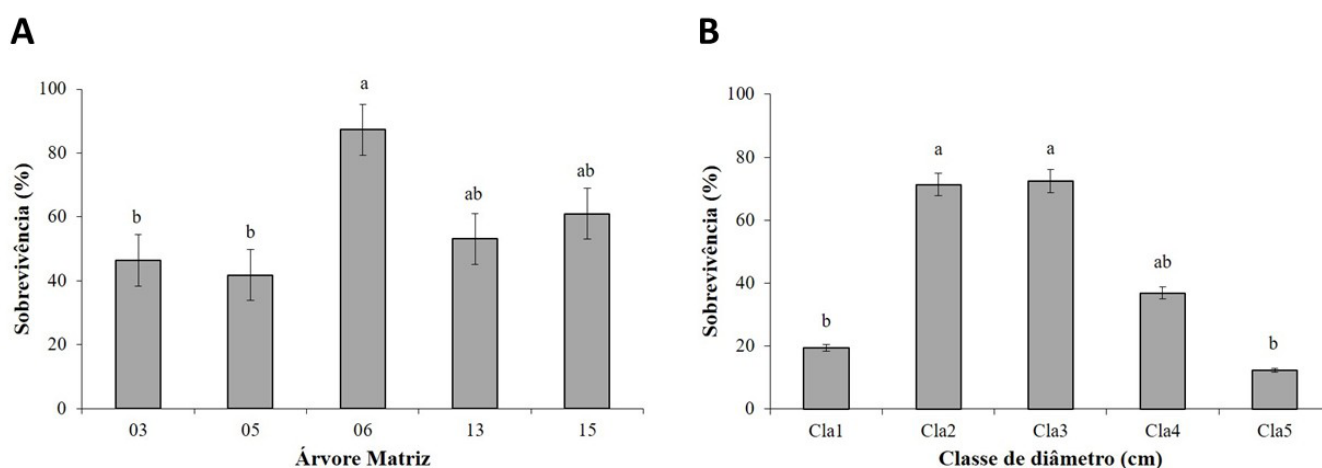 A
Sobrevivência (%)
100
80
60
40
20
0
b
b
a
ab
ab
03 05 06 13 15
Árvore Matriz
B
Sobrevivência (%)
100
80
60
40
20
0
b
a
a
ab
b
Cla1 Cla2 Cla3 Cla4 Cla5
Classe de diâmetro (cm)